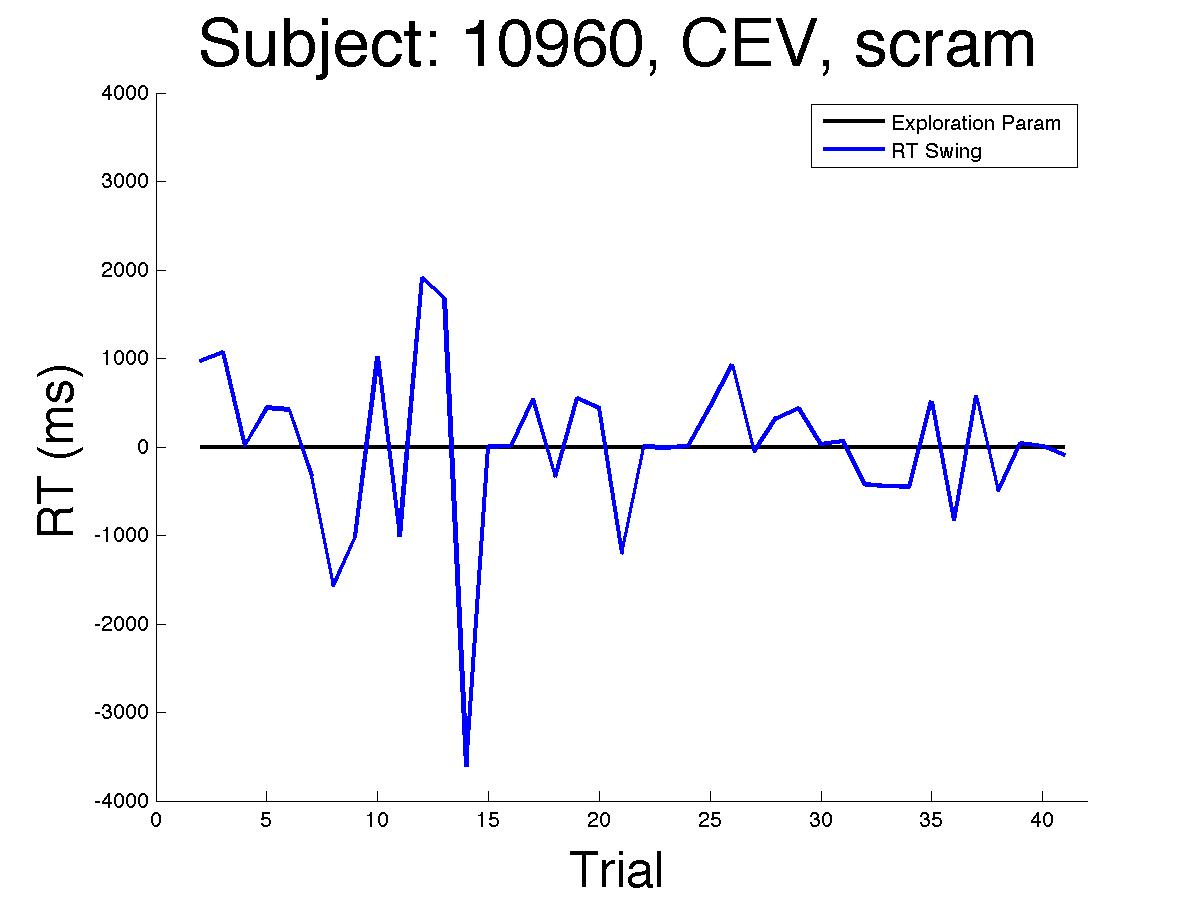 Subject: 10960, CEV, scram
Exploration Param
RT Swing
4000
3000
2000
1000
0
-1000
-2000
-3000
-4000
RT (ms)
0 5 10 15 20 25 30 35 40
Trial